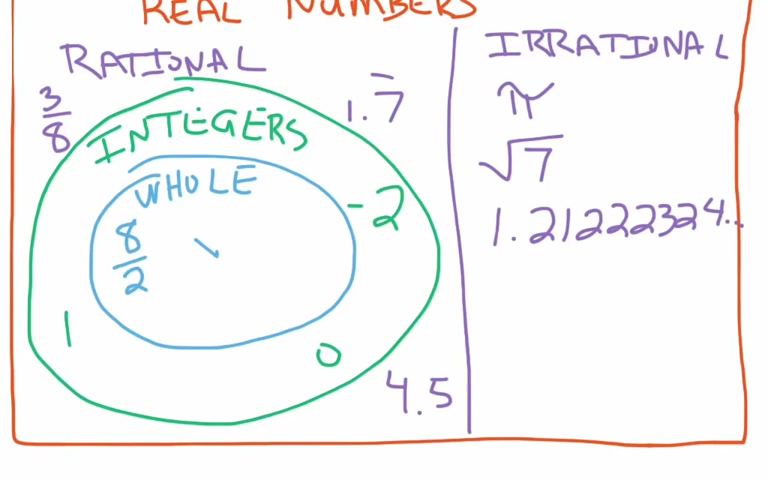 REAL NUMBERS
RATIONAL
IRRATIONAL
3/8
1.7̅
π
INTEGERS
√7
WHOLE
-2
1.21222324...
8/2
1
0
4.5